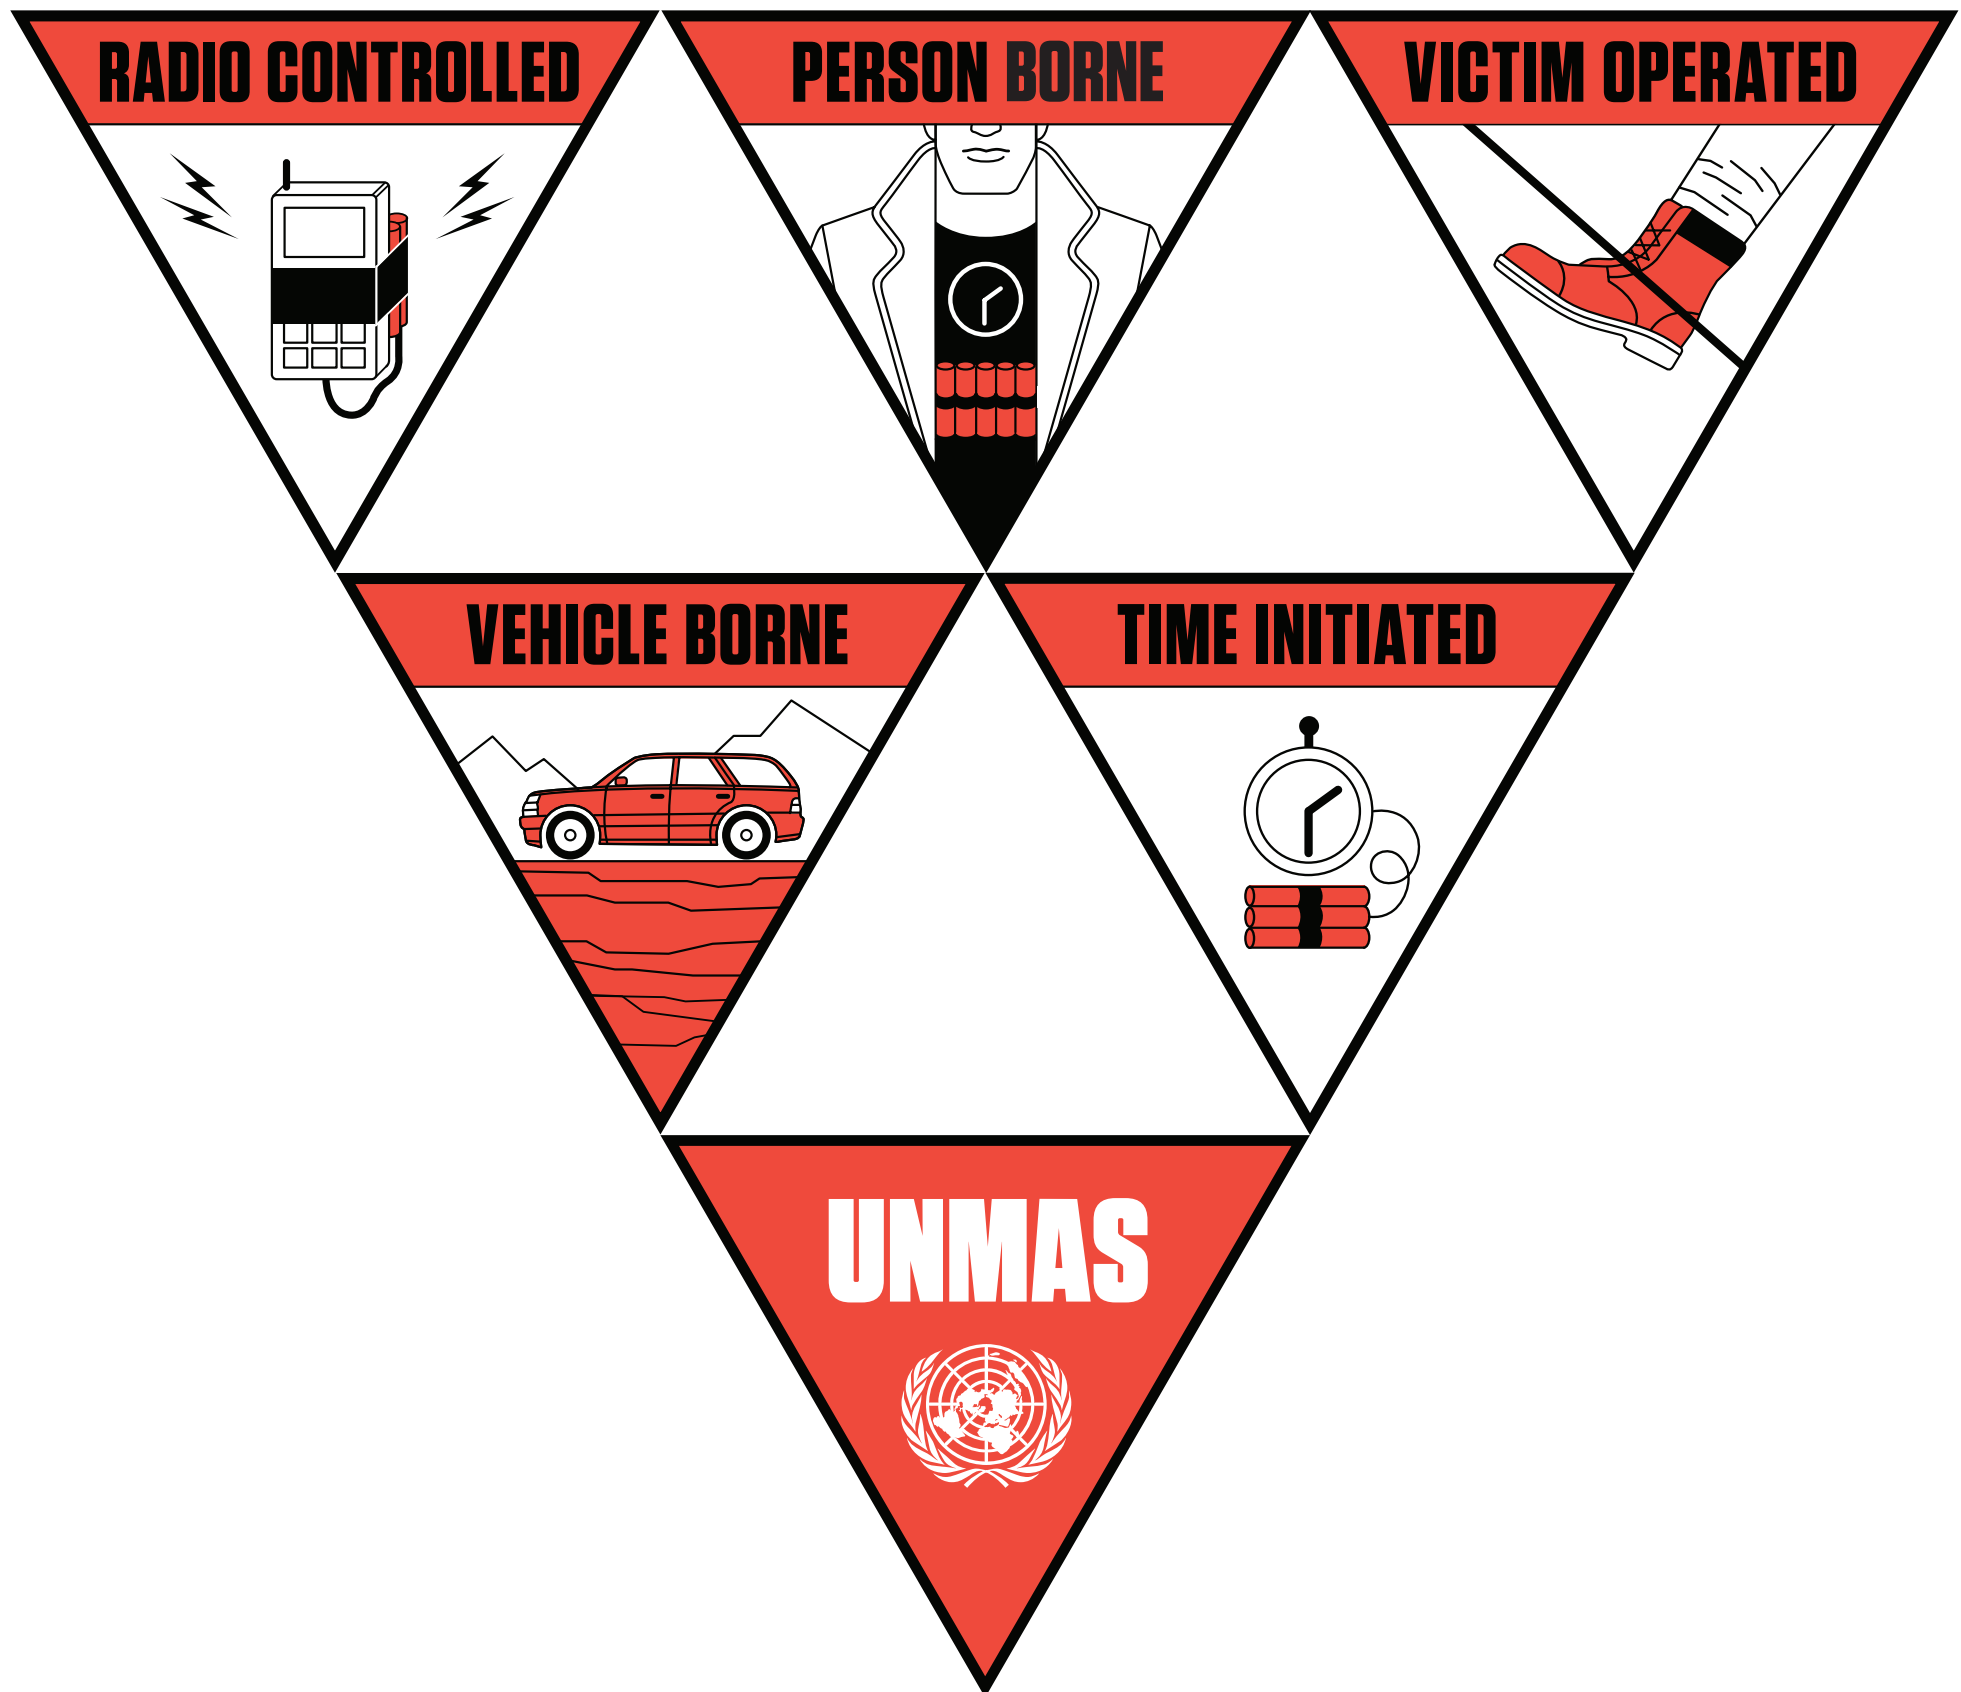 RADIO CONTROLLED
PERSON BORNE
VICTIM OPERATED
VEHICLE BORNE
TIME INITIATED
UNMAS